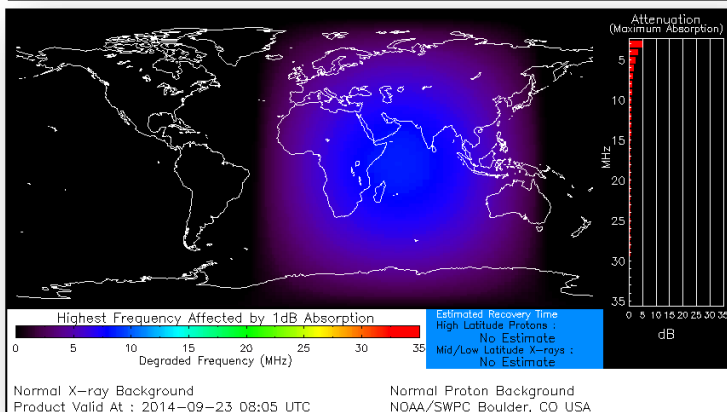 Attenuation
(Maximum Absorption)
5
10
15
20
25
30
35
MHz
0 5 10 15 20 25 30 35
dB
Highest Frequency Affected by 1dB Absorption
0 5 10 15 20 25 30 35
Degraded Frequency (MHz)
Estimated Recovery Time
High Latitude Protons :
No Estimate
Mid/Low Latitude X-rays :
No Estimate
Normal X-ray Background
Normal Proton Background
Product Valid At : 2014-09-23 08:05 UTC
NOAA/SWPC Boulder, CO USA